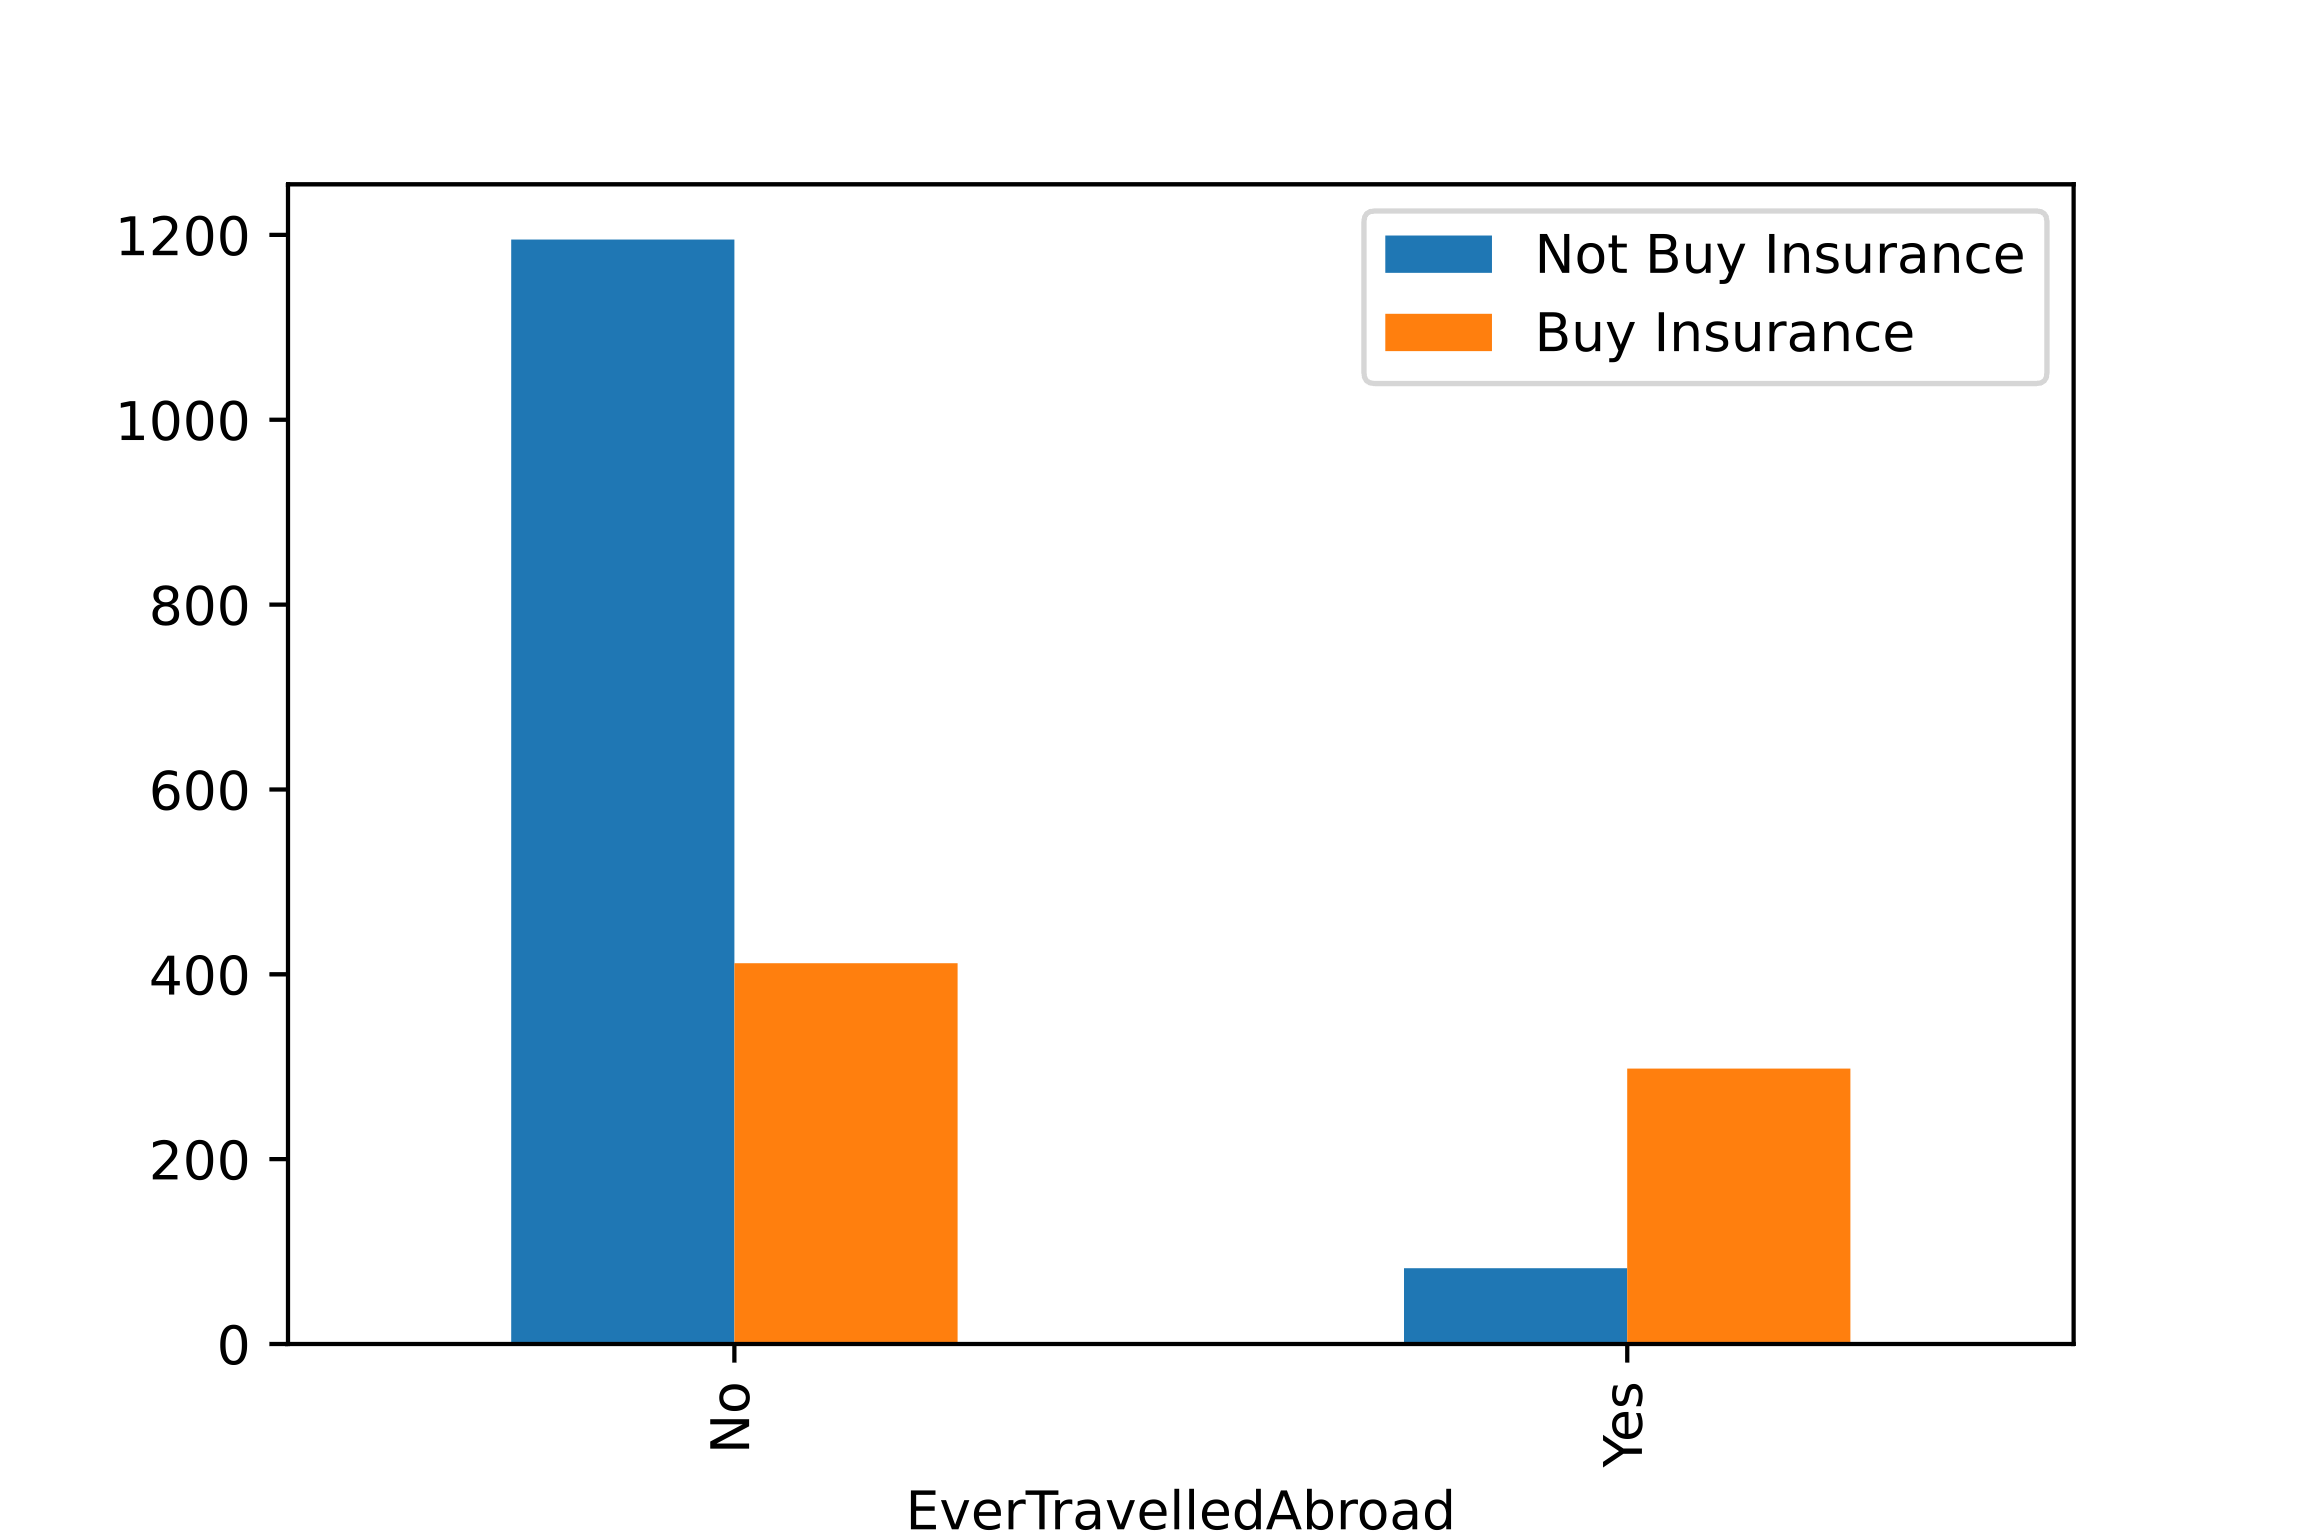 1200
1000
800
600
400
200
0
Not Buy Insurance
Buy Insurance
No
Yes
EverTravelledAbroad